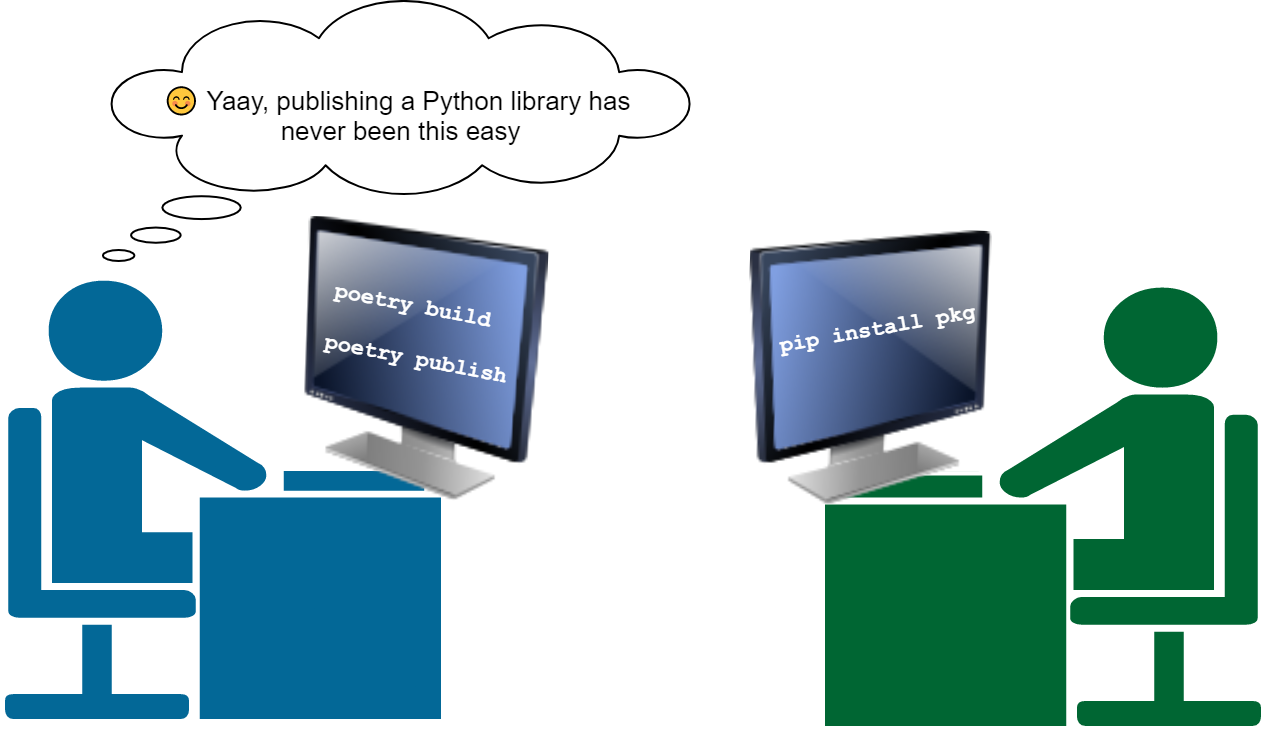 😊 Yaay, publishing a Python library has
never been this easy
poetry build
poetry publish
pip install pkg